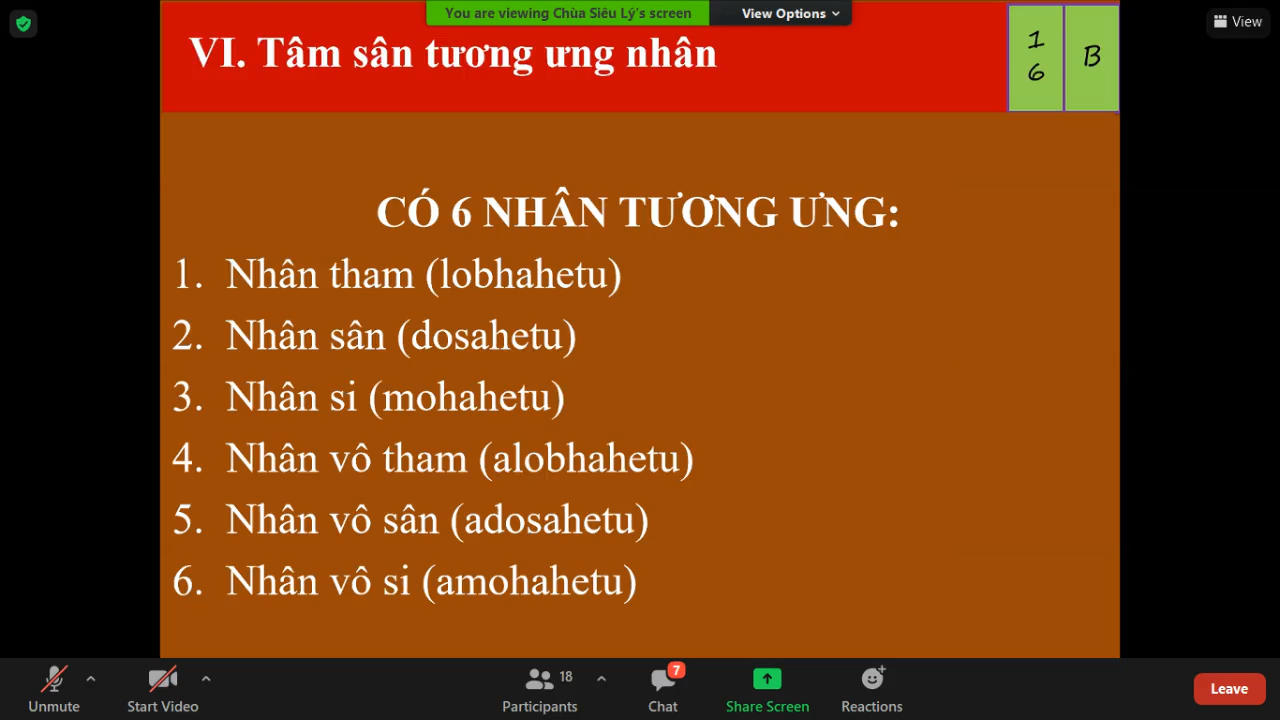 You are viewing Chùa Siêu Lý's screen
View Options
View
VI. Tâm sân tương ưng nhân
1
6
B
CÓ 6 NHÂN TƯƠNG ƯNG:
1. Nhân tham (lobhahetu)
2. Nhân sân (dosahetu)
3. Nhân si (mohahetu)
4. Nhân vô tham (alobhahetu)
5. Nhân vô sân (adosahetu)
6. Nhân vô si (amohahetu)
Unmute
Start Video
18
Participants
7
Chat
Share Screen
Reactions
Leave